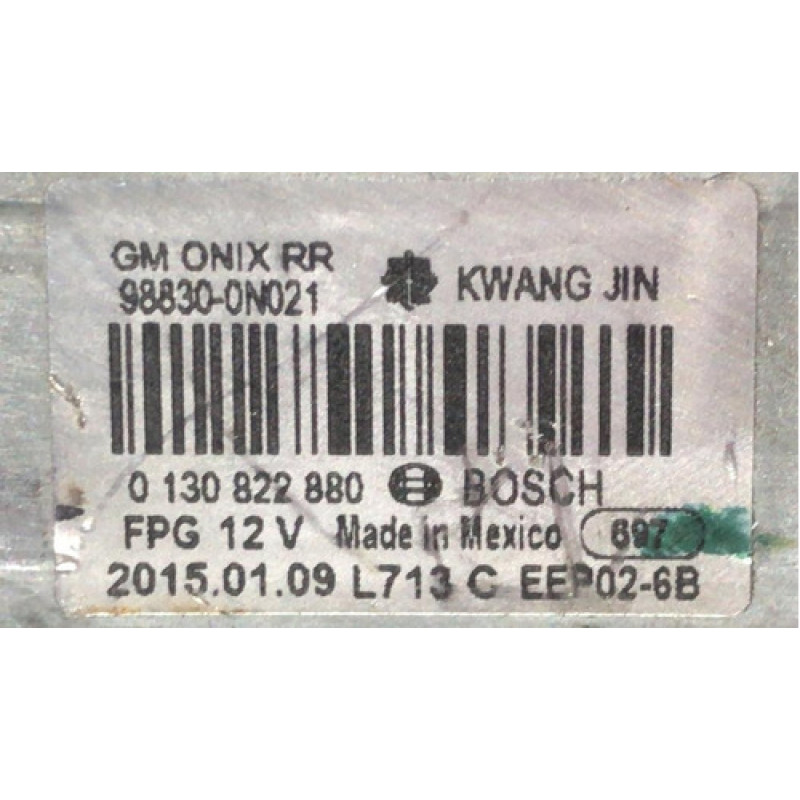 GM ONIX RR
98830-0N021
KWANG JIN
0 130 822 880 BOSCH
FPG 12 V Made in Mexico 697
2015.01.09 L713 C EEP02-6B